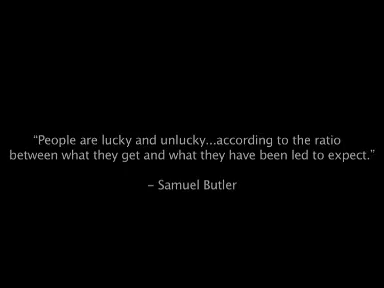 “People are lucky and unlucky...according to the ratio
between what they get and what they have been led to expect.”
– Samuel Butler